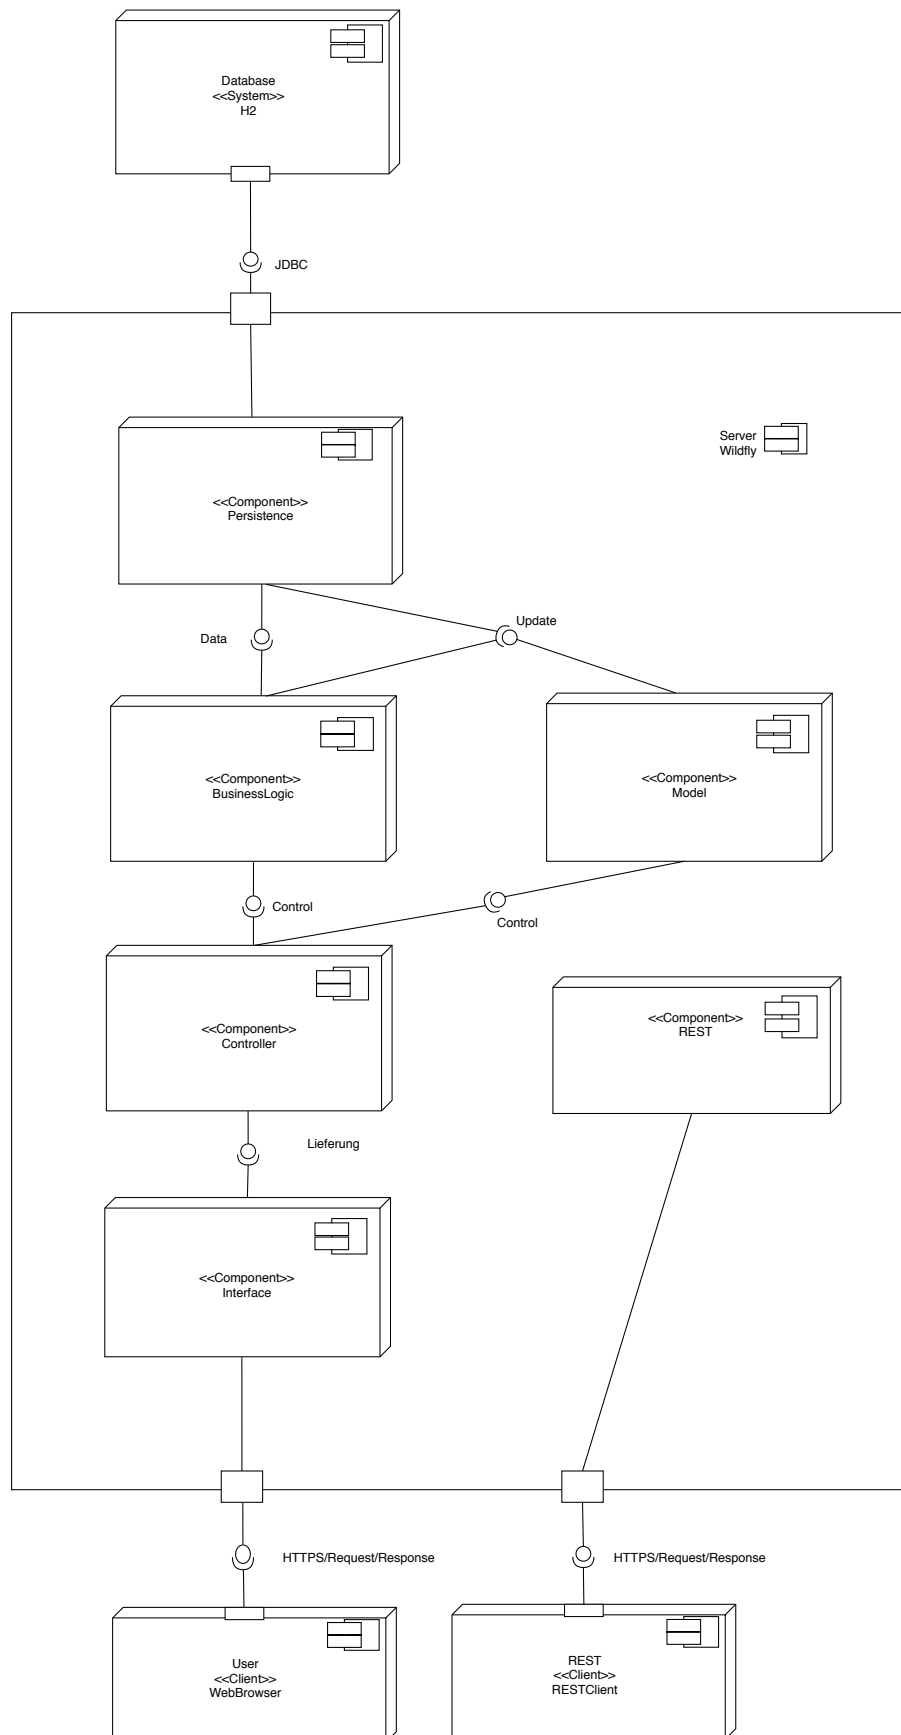 Database
<<System>>
H2
JDBC
Server
Wildfly
<<Component>>
Persistence
Update
Data
<<Component>>
BusinessLogic
<<Component>>
Model
Control
Control
<<Component>>
Controller
<<Component>>
REST
Lieferung
<<Component>>
Interface
HTTPS/Request/Response
HTTPS/Request/Response
User
<<Client>>
WebBrowser
REST
<<Client>>
RESTClient